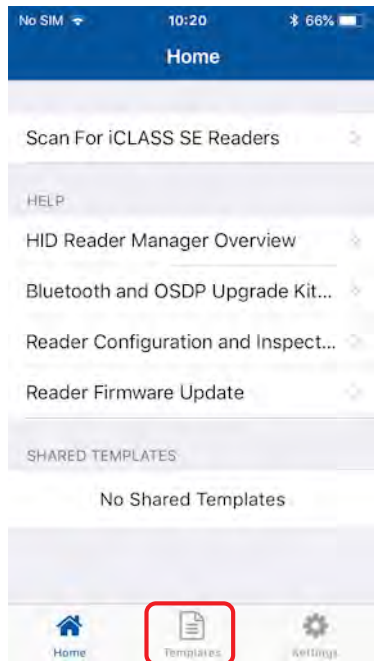 No SIM 10:20 66%
Home
Scan For iCLASS SE Readers
HELP
HID Reader Manager Overview
Bluetooth and OSDP Upgrade Kit...
Reader Configuration and Inspect...
Reader Firmware Update
SHARED TEMPLATES
No Shared Templates
Home Templates Settings